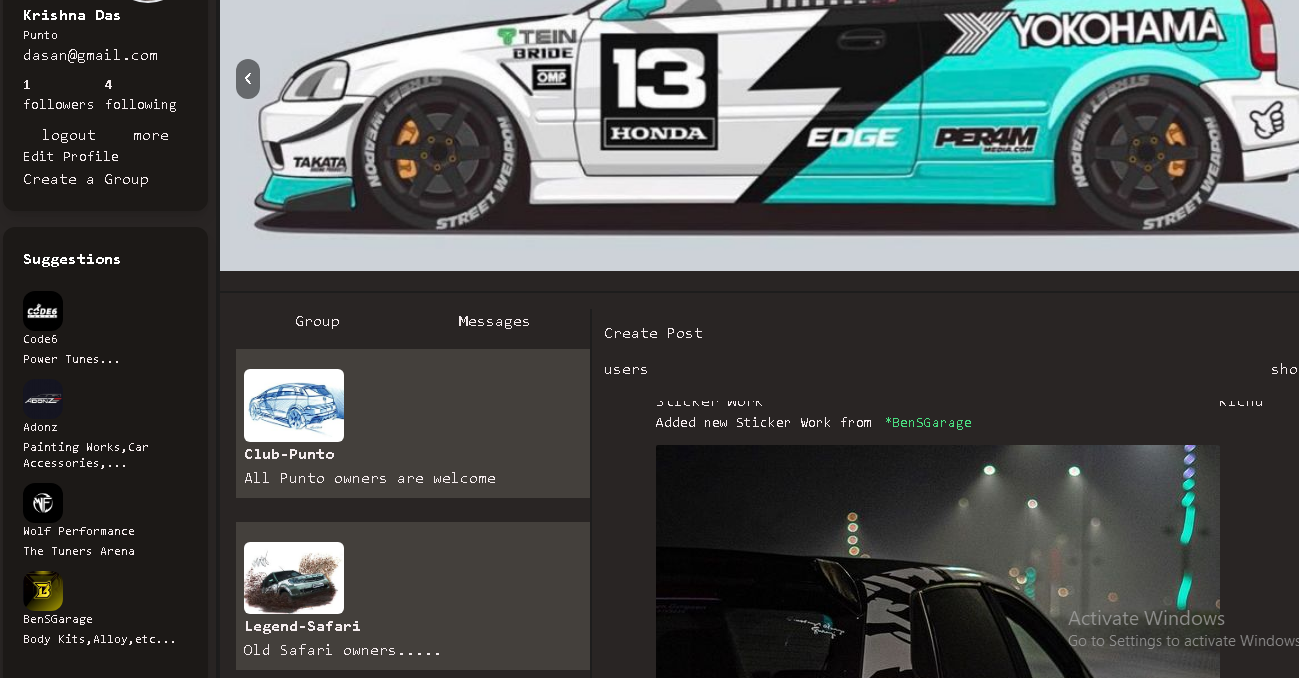 Krishna Das
Punto
dasan@gmail.com
1 4
followers following
logout more
Edit Profile
Create a Group
Suggestions
CODE6
Code6
Power Tunes...
ADONZ
Adonz
Painting Works,Car
Accessories,...
Wolf Performance
The Tuners Arena
BenSGarage
Body Kits,Alloy,etc...
TEIN
BRIDE
OMP
13
HONDA
YOKOHAMA
EDGE
PER4M
MEDIA.COM
TAKATA
STREET WEAPON
STREET WEAPON
STREET WEAPON
STREET WEAPON
Group Messages
Club-Punto
All Punto owners are welcome
Legend-Safari
Old Safari owners.....
Create Post
users sho
Sticker Work Kichu
Added new Sticker Work from *BenSGarage
Activate Windows
Go to Settings to activate Windows